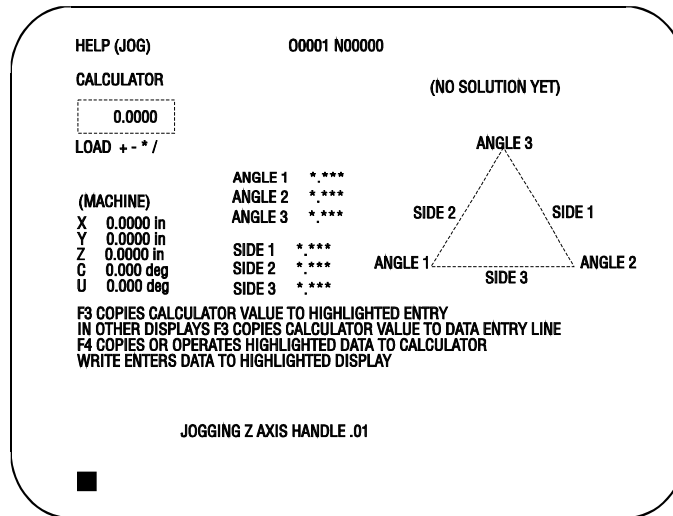 HELP (JOG) O0001 N00000
CALCULATOR
(NO SOLUTION YET)
0.0000
LOAD + - * /
ANGLE 3
ANGLE 1 *.***
ANGLE 2 *.***
ANGLE 3 *.***
(MACHINE)
X 0.0000 in
Y 0.0000 in
Z 0.0000 in
C 0.000 deg
U 0.000 deg
SIDE 1 *.***
SIDE 2 *.***
SIDE 3 *.***
SIDE 2 SIDE 1
ANGLE 1 ANGLE 2
SIDE 3
F3 COPIES CALCULATOR VALUE TO HIGHLIGHTED ENTRY
IN OTHER DISPLAYS F3 COPIES CALCULATOR VALUE TO DATA ENTRY LINE
F4 COPIES OR OPERATES HIGHLIGHTED DATA TO CALCULATOR
WRITE ENTERS DATA TO HIGHLIGHTED DISPLAY
JOGGING Z AXIS HANDLE .01